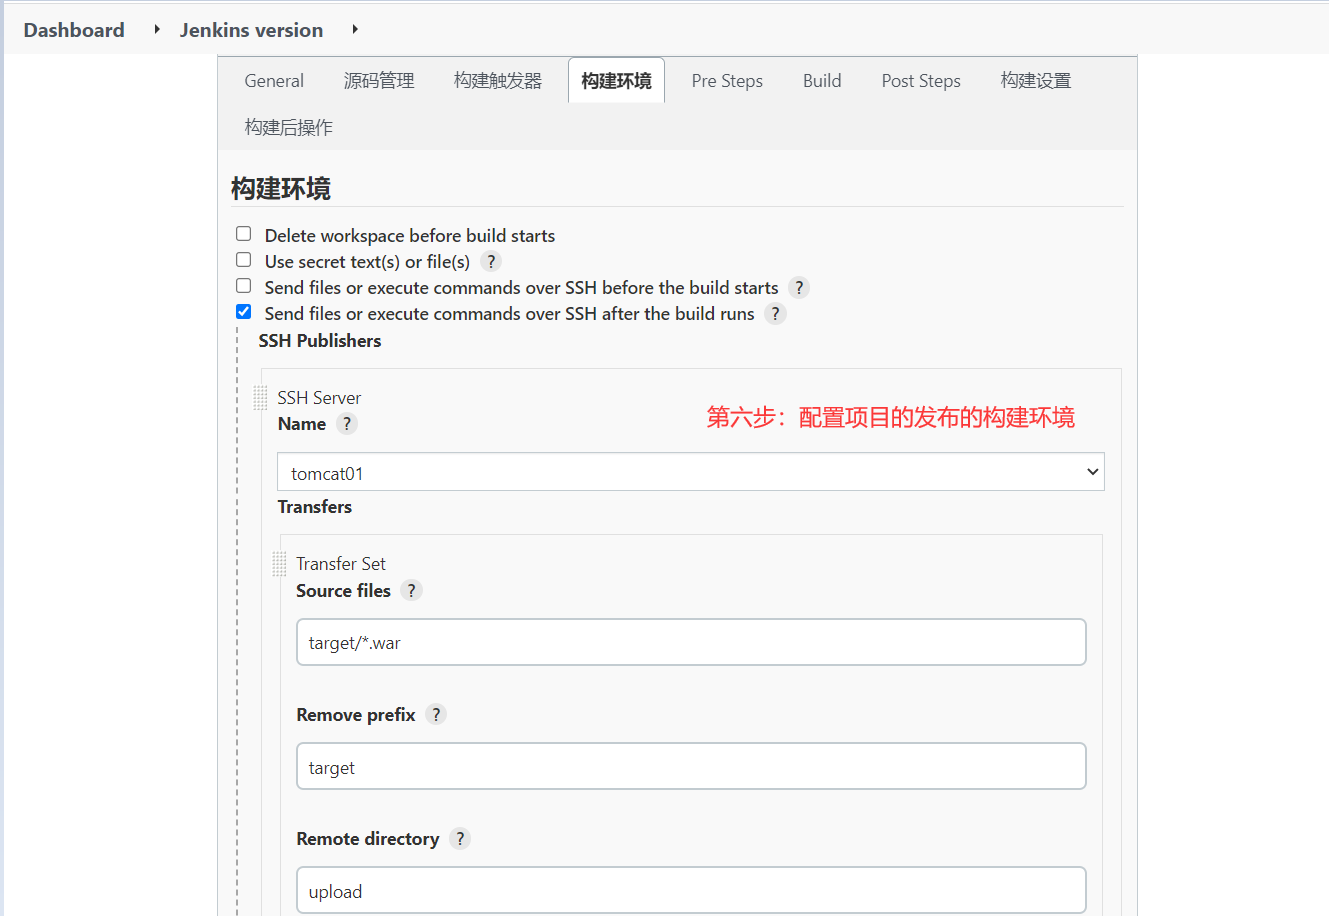 Dashboard Jenkins version
General 源码管理 构建触发器 构建环境 Pre Steps Build Post Steps 构建设置
构建后操作
构建环境
Delete workspace before build starts
Use secret text(s) or file(s) ?
Send files or execute commands over SSH before the build starts ?
Send files or execute commands over SSH after the build runs ?
SSH Publishers
SSH Server
Name ?
第六步：配置项目的发布的构建环境
tomcat01
Transfers
Transfer Set
Source files ?
target/*.war
Remove prefix ?
target
Remote directory ?
upload